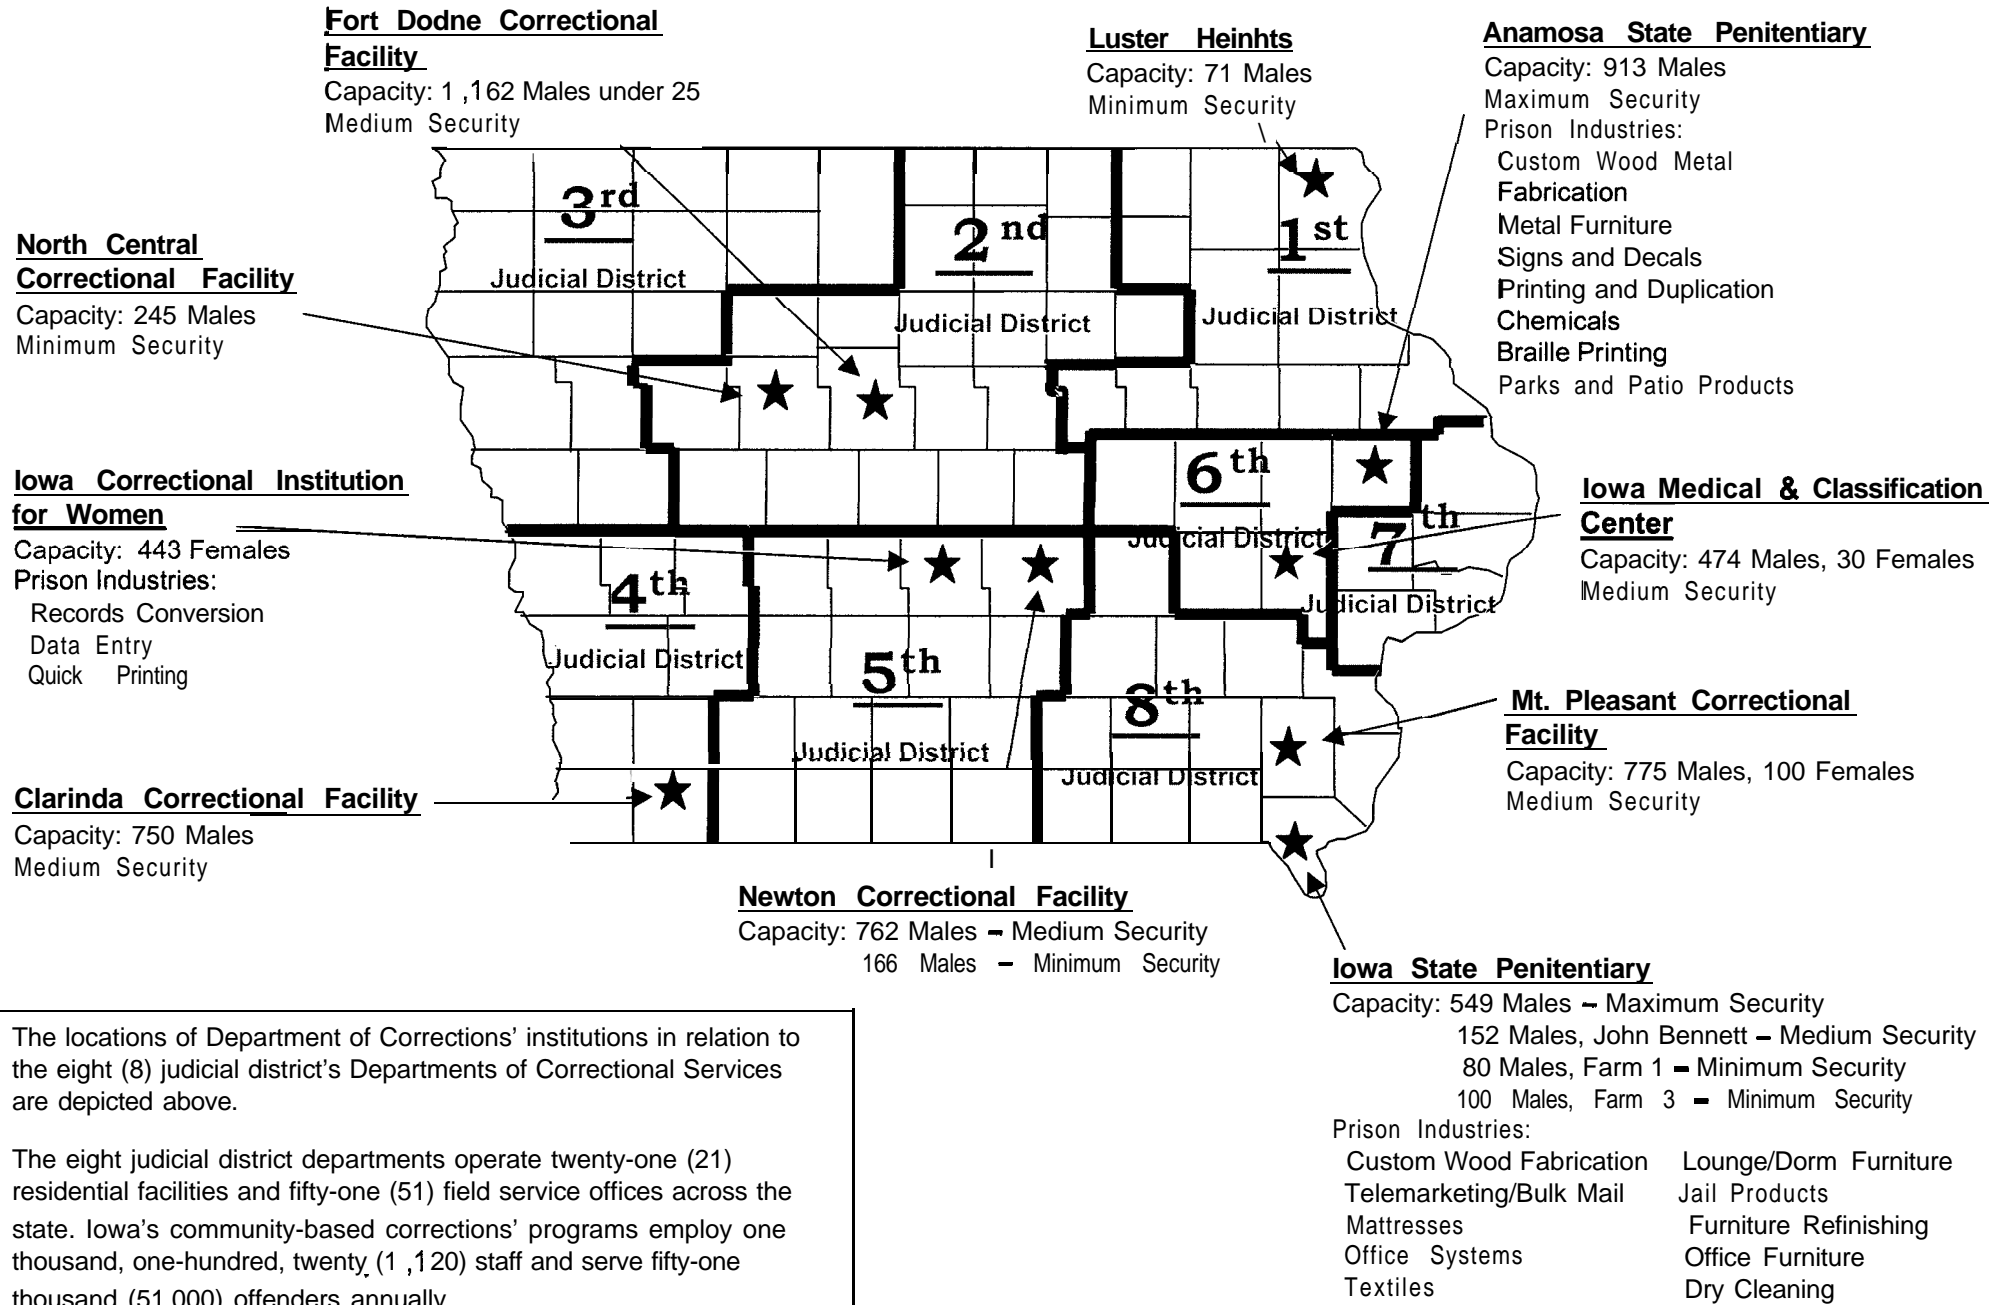 Fort Dodne Correctional
Facility
Capacity: 1 ,162 Males under 25
Medium Security
Luster Heinhts
Capacity: 71 Males
Minimum Security
Anamosa State Penitentiary
Capacity: 913 Males
Maximum Security
Prison Industries:
Custom Wood Metal
Fabrication
Metal Furniture
Signs and Decals
Printing and Duplication
Chemicals
Braille Printing
Parks and Patio Products
North Central
Correctional Facility
Capacity: 245 Males
Minimum Security
3rd
Judicial District
2nd
Judicial District
1st
Judicial District
Iowa Correctional Institution
for Women
Capacity: 443 Females
Prison Industries:
Records Conversion
Data Entry
Quick Printing
6th
Judicial District
7th
Judicial District
Iowa Medical & Classification
Center
Capacity: 474 Males, 30 Females
Medium Security
4th
Judicial District
5th
Judicial District
8th
Judicial District
Mt. Pleasant Correctional
Facility
Capacity: 775 Males, 100 Females
Medium Security
Clarinda Correctional Facility
Capacity: 750 Males
Medium Security
Newton Correctional Facility
Capacity: 762 Males – Medium Security
166 Males – Minimum Security
Iowa State Penitentiary
Capacity: 549 Males – Maximum Security
152 Males, John Bennett – Medium Security
80 Males, Farm 1 – Minimum Security
100 Males, Farm 3 – Minimum Security
Prison Industries:
Custom Wood Fabrication Lounge/Dorm Furniture
Telemarketing/Bulk Mail Jail Products
Mattresses Furniture Refinishing
Office Systems Office Furniture
Textiles Dry Cleaning
The locations of Department of Corrections' institutions in relation to
the eight (8) judicial district's Departments of Correctional Services
are depicted above.
The eight judicial district departments operate twenty-one (21)
residential facilities and fifty-one (51) field service offices across the
state. Iowa's community-based corrections' programs employ one
thousand, one-hundred, twenty (1 ,120) staff and serve fifty-one
thousand (51,000) offenders annually